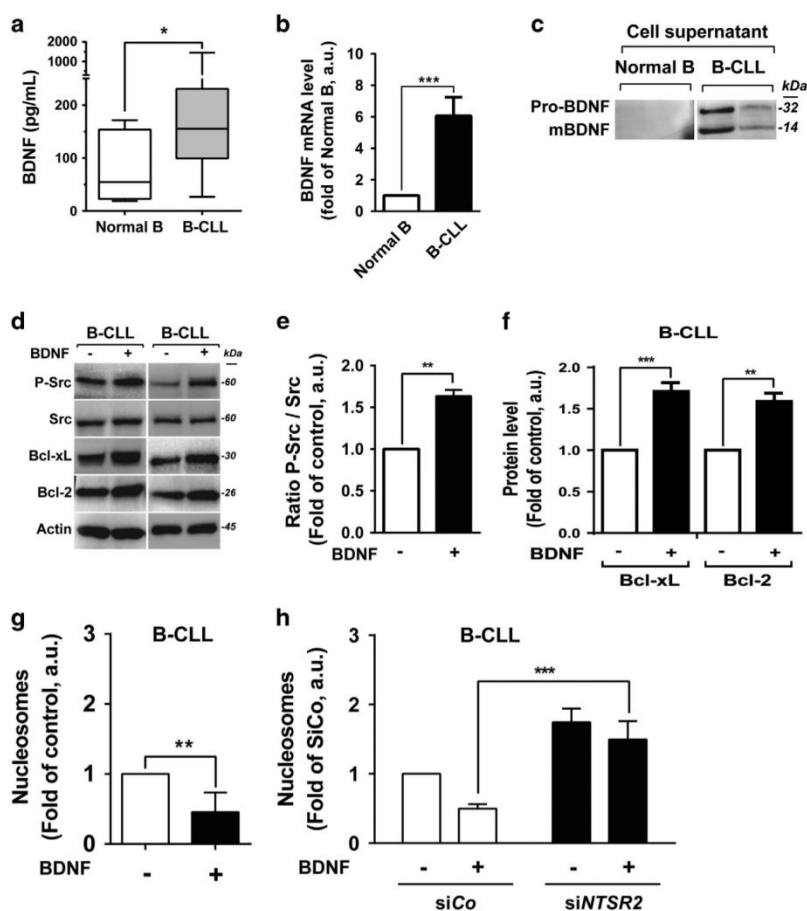 a
*
2000
1000
200
100
0
BDNF (pg/mL)
Normal B
B-CLL
b
***
10
8
6
4
2
0
BDNF mRNA level
(fold of Normal B, a.u.)
Normal B
B-CLL
c
Cell supernatant
Normal B
B-CLL
kDa
Pro-BDNF
-32
mBDNF
-14
d
B-CLL
B-CLL
BDNF
-
+
-
+
kDa
P-Src
-60
Src
-60
Bcl-xL
-30
Bcl-2
-26
Actin
-45
e
**
2.0
1.5
1.0
0.5
0.0
Ratio P-Src / Src
(Fold of control, a.u.)
BDNF
-
+
f
B-CLL
***
**
2.0
1.5
1.0
0.5
0.0
Protein level
(Fold of control, a.u.)
BDNF
-
+
-
+
Bcl-xL
Bcl-2
g
B-CLL
**
3
2
1
0
Nucleosomes
(Fold of control, a.u.)
BDNF
-
+
h
B-CLL
***
3
2
1
0
Nucleosomes
(Fold of SiCo, a.u.)
BDNF
-
+
-
+
siCo
siNTSR2